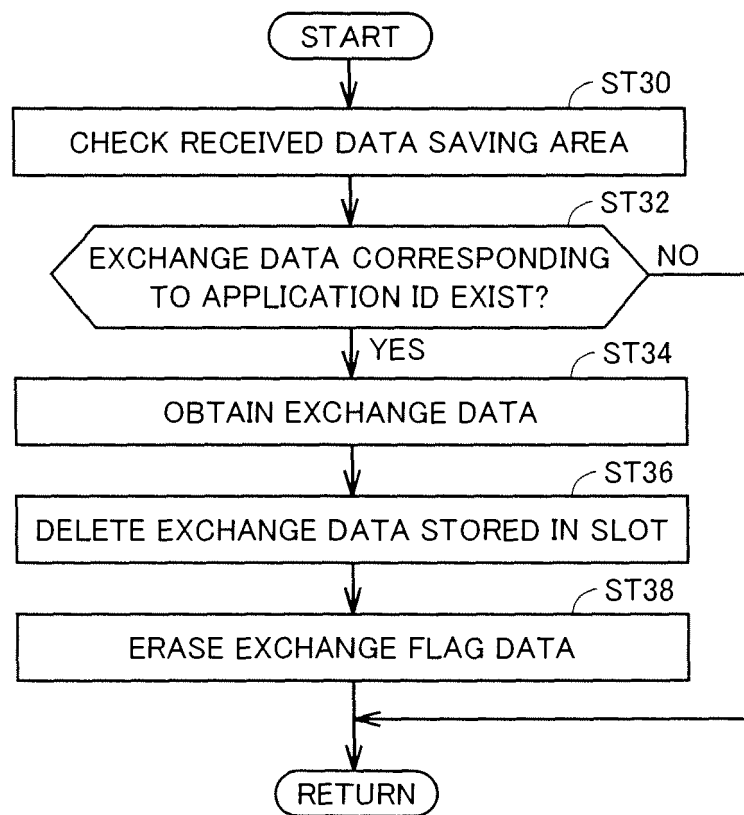 START
ST30
CHECK RECEIVED DATA SAVING AREA
ST32
EXCHANGE DATA CORRESPONDING
TO APPLICATION ID EXIST?
NO
YES
ST34
OBTAIN EXCHANGE DATA
ST36
DELETE EXCHANGE DATA STORED IN SLOT
ST38
ERASE EXCHANGE FLAG DATA
RETURN